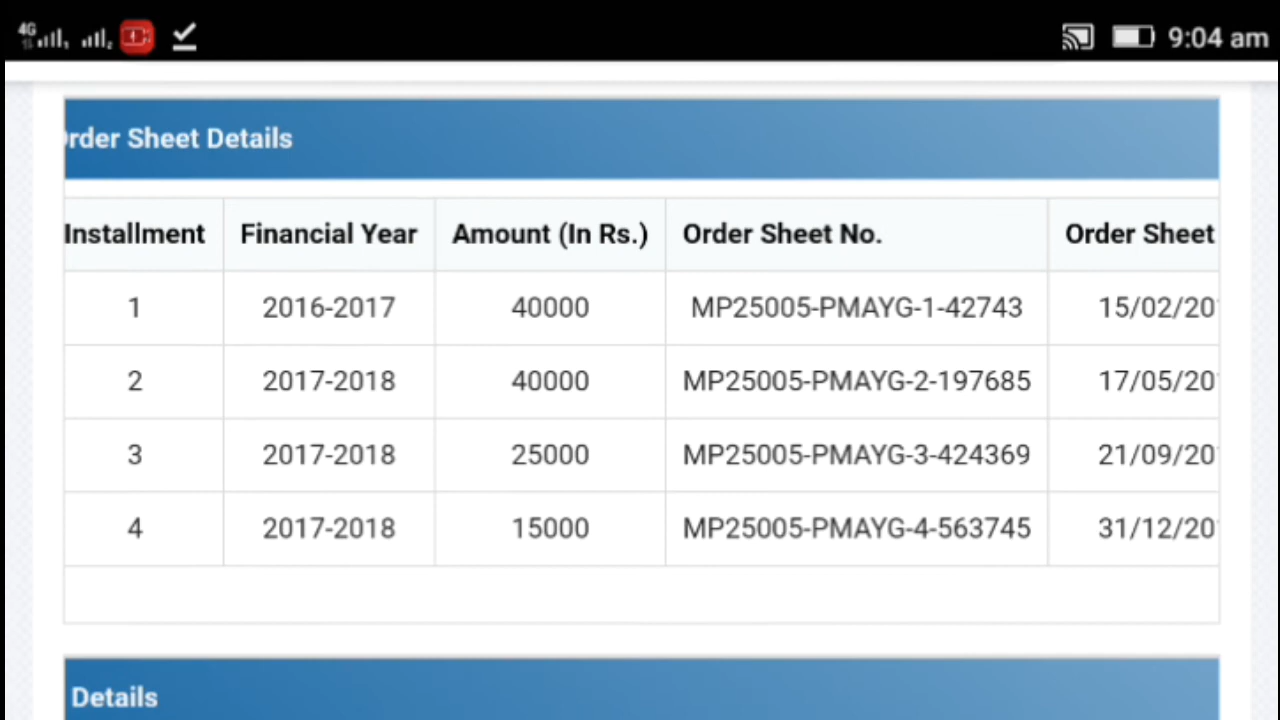 4G 9:04 am
Order Sheet Details
Installment Financial Year Amount (In Rs.) Order Sheet No. Order Sheet
1 2016-2017 40000 MP25005-PMAYG-1-42743 15/02/20
2 2017-2018 40000 MP25005-PMAYG-2-197685 17/05/20
3 2017-2018 25000 MP25005-PMAYG-3-424369 21/09/20
4 2017-2018 15000 MP25005-PMAYG-4-563745 31/12/20
Details